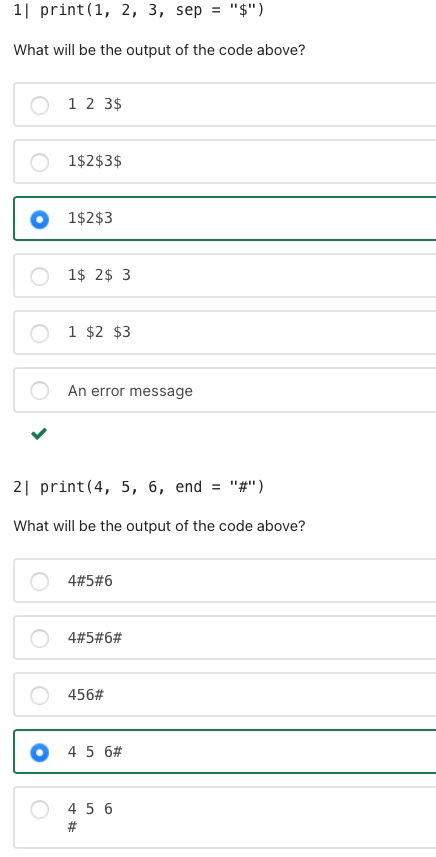 1| print(1, 2, 3, sep = "$")
What will be the output of the code above?
1 2 3$
1$2$3$
1$2$3
1$ 2$ 3
1 $2 $3
An error message
2| print(4, 5, 6, end = "#")
What will be the output of the code above?
4#5#6
4#5#6#
456#
4 5 6#
4 5 6
#